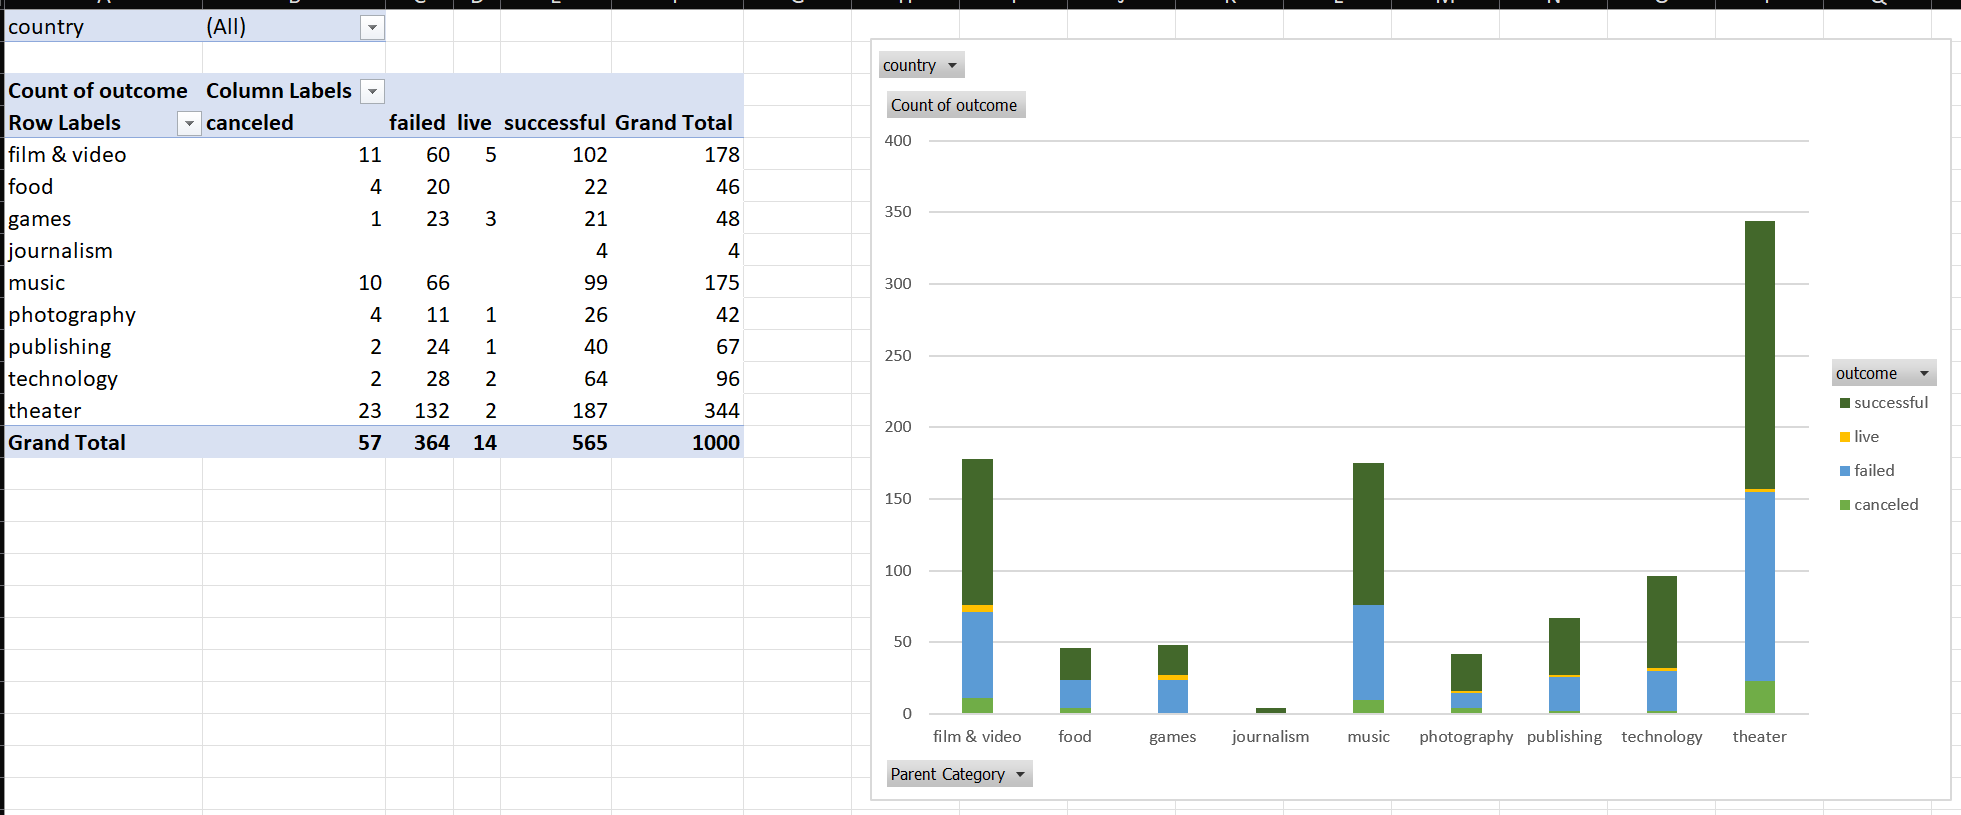 country (All)
Count of outcome Column Labels
Row Labels canceled failed live successful Grand Total
film & video 11 60 5 102 178
food 4 20 22 46
games 1 23 3 21 48
journalism 4 4
music 10 66 99 175
photography 4 11 1 26 42
publishing 2 24 1 40 67
technology 2 28 2 64 96
theater 23 132 2 187 344
Grand Total 57 364 14 565 1000
country
Count of outcome
400
350
300
250
200
150
100
50
0
film & video food games journalism music photography publishing technology theater
Parent Category
outcome
successful
live
failed
canceled